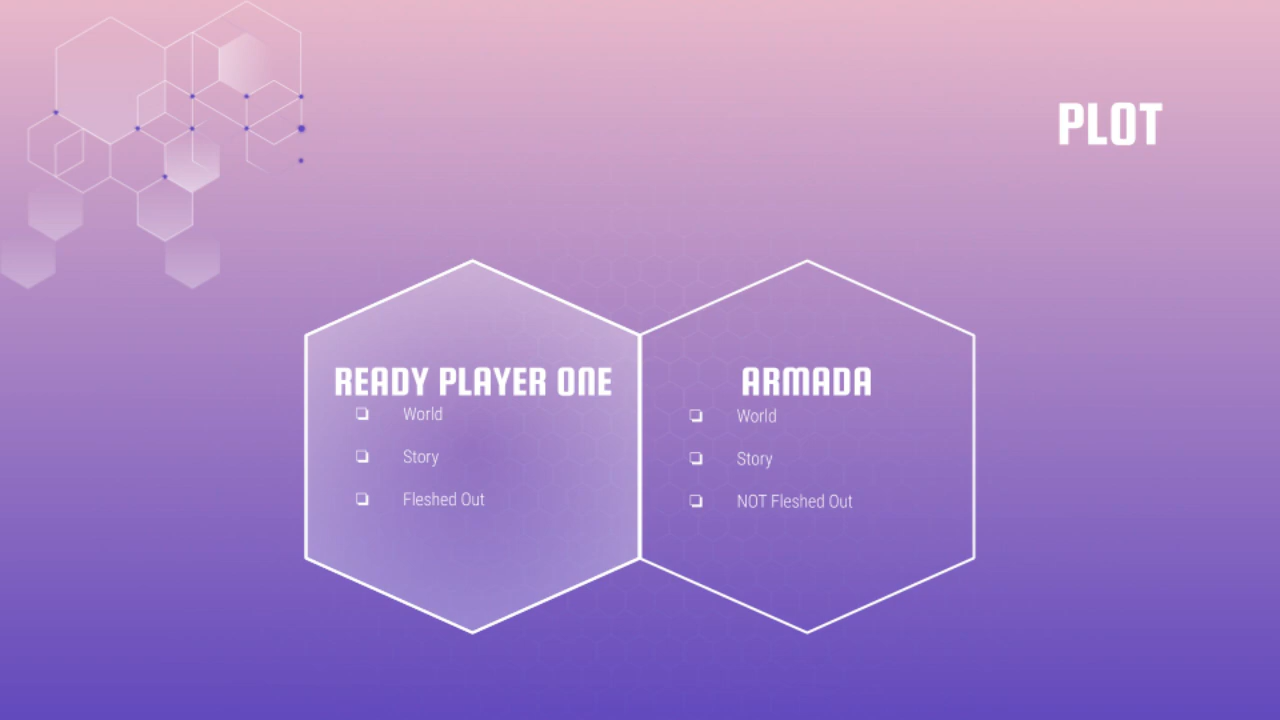 PLOT
READY PLAYER ONE
World
Story
Fleshed Out
ARMADA
World
Story
NOT Fleshed Out